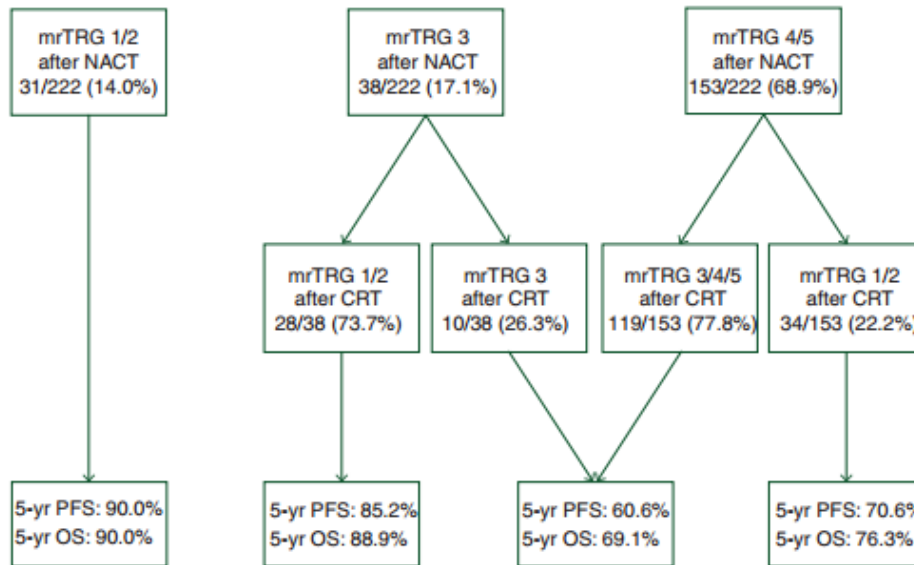 mrTRG 1/2
after NACT
31/222 (14.0%)
mrTRG 3
after NACT
38/222 (17.1%)
mrTRG 4/5
after NACT
153/222 (68.9%)
mrTRG 1/2
after CRT
28/38 (73.7%)
mrTRG 3
after CRT
10/38 (26.3%)
mrTRG 3/4/5
after CRT
119/153 (77.8%)
mrTRG 1/2
after CRT
34/153 (22.2%)
5-yr PFS: 90.0%
5-yr OS: 90.0%
5-yr PFS: 85.2%
5-yr OS: 88.9%
5-yr PFS: 60.6%
5-yr OS: 69.1%
5-yr PFS: 70.6%
5-yr OS: 76.3%